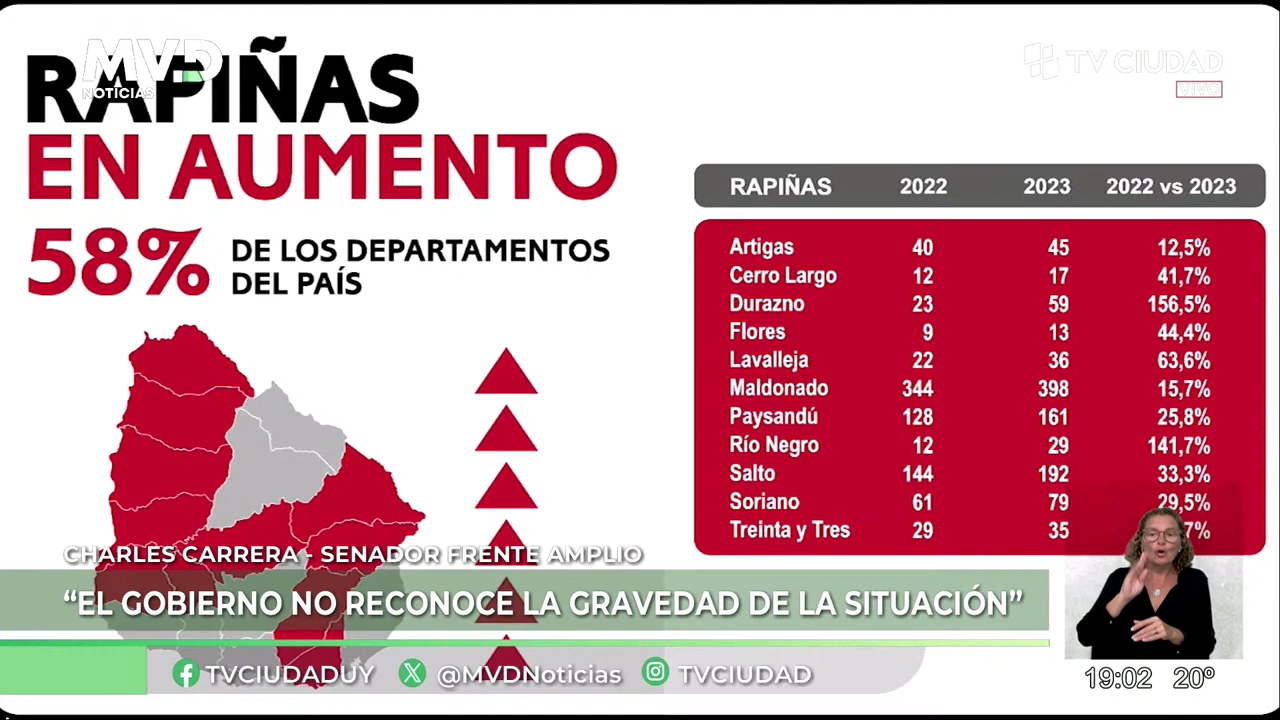 MVD
NOTICIAS
TV CIUDAD
VIVO
RAPIÑAS
EN AUMENTO
58% DE LOS DEPARTAMENTOS
DEL PAÍS
RAPIÑAS 2022 2023 2022 vs 2023
Artigas 40 45 12,5%
Cerro Largo 12 17 41,7%
Durazno 23 59 156,5%
Flores 9 13 44,4%
Lavalleja 22 36 63,6%
Maldonado 344 398 15,7%
Paysandú 128 161 25,8%
Río Negro 12 29 141,7%
Salto 144 192 33,3%
Soriano 61 79 29,5%
Treinta y Tres 29 35
CHARLES CARRERA - SENADOR FRENTE AMPLIO
“EL GOBIERNO NO RECONOCE LA GRAVEDAD DE LA SITUACIÓN”
TVCIUDADUY @MVDNoticias TVCIUDAD
19:02 20º